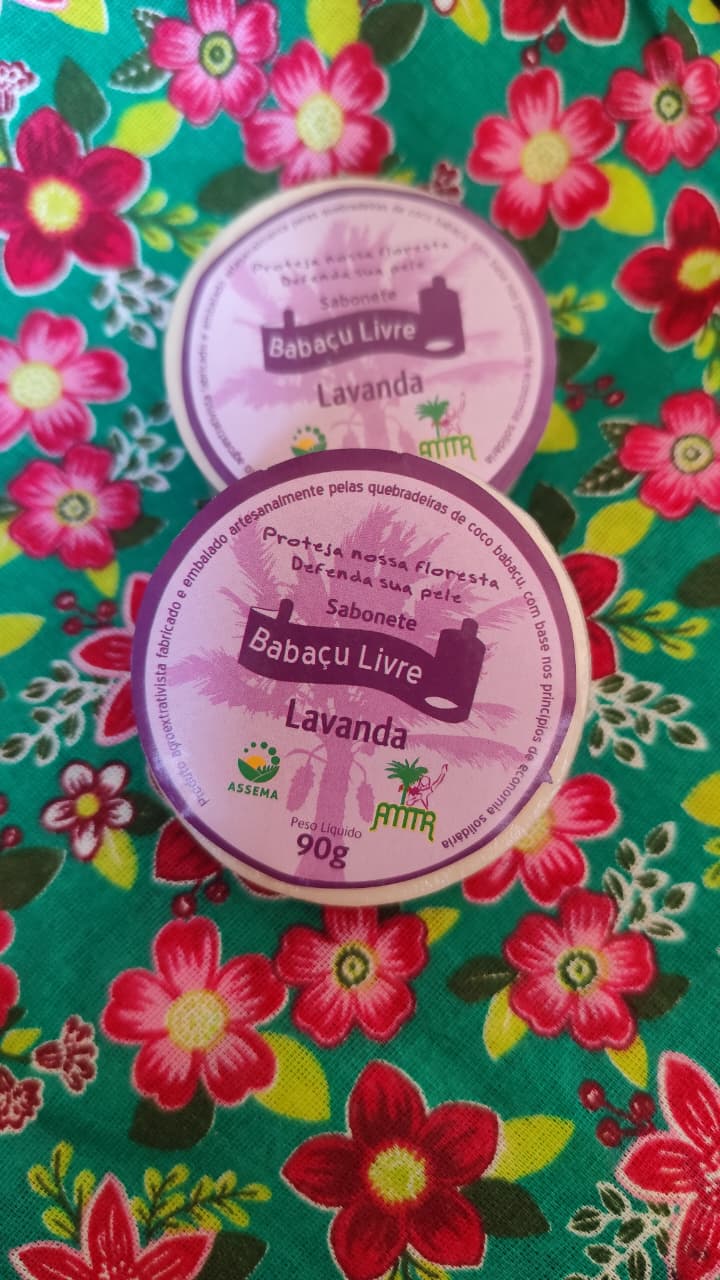 Proteja nossa floresta
Defenda sua pele
Sabonete
Babaçu Livre
Lavanda
Produto agroextrativista fabricado e embalado artesanalmente pelas quebradeiras de coco babaçu, com base nos princípios de economia solidária
Proteja nossa floresta
Defenda sua pele
Sabonete
Babaçu Livre
Lavanda
ASSEMA
AMTR
Peso Líquido
90g